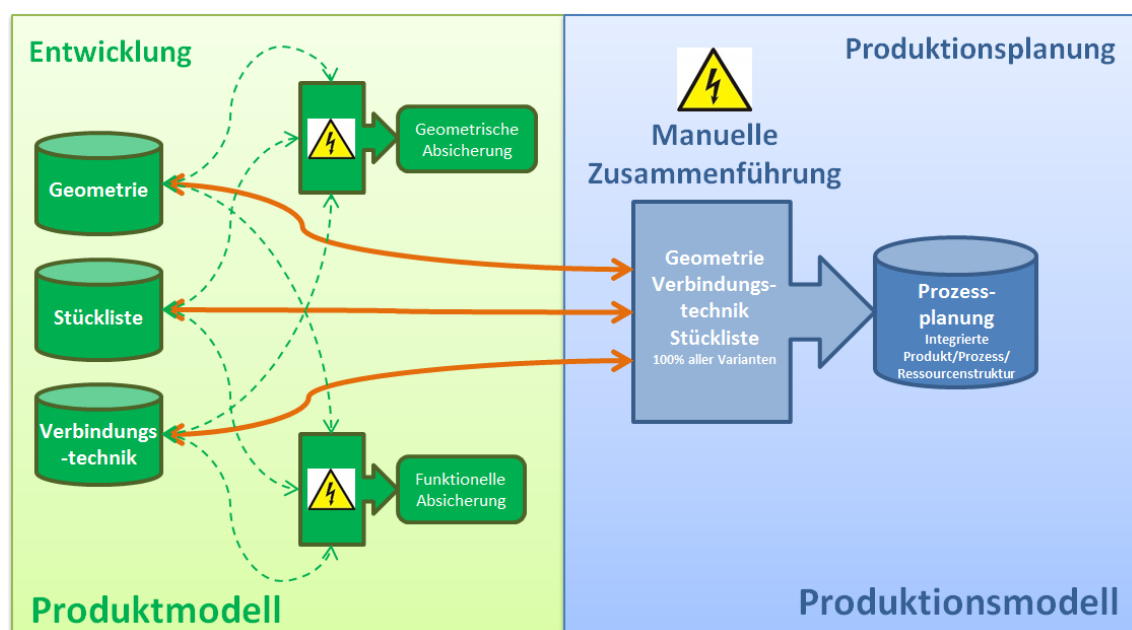 Entwicklung
Geometrie
Stückliste
Verbindungs
-technik
Geometrische
Absicherung
Funktionelle
Absicherung
Produktmodell
Produktionsplanung
Manuelle
Zusammenführung
Geometrie
Verbindungs-
technik
Stückliste
100% aller Varianten
Prozess-
planung
Integrierte
Produkt/Prozess/
Ressourcenstruktur
Produktionsmodell